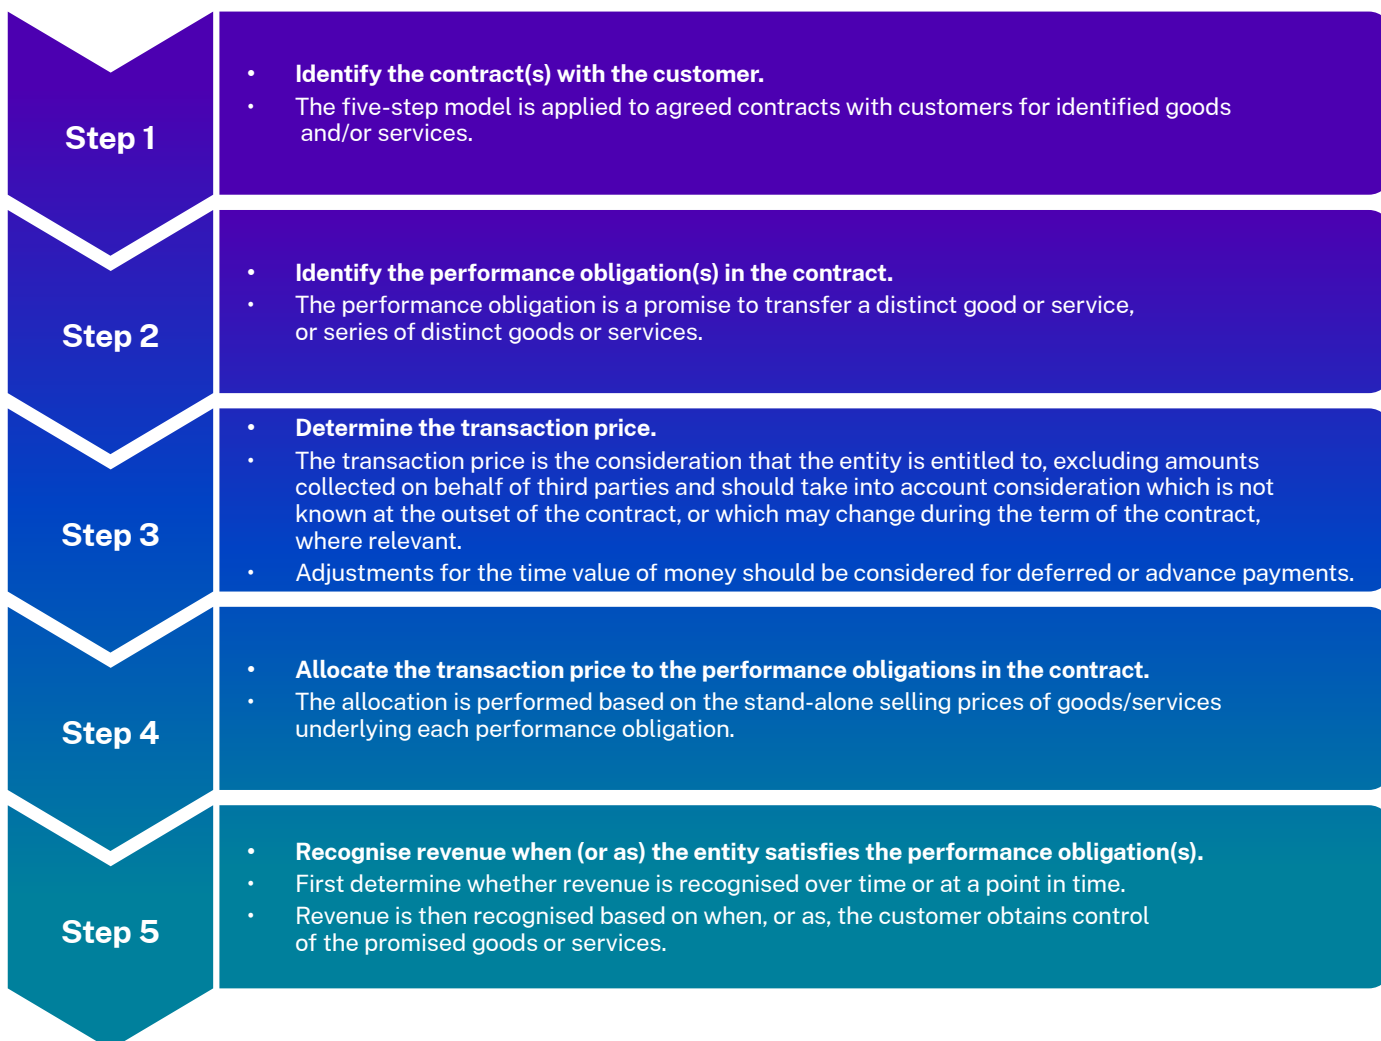 Step 1
• Identify the contract(s) with the customer.
• The five-step model is applied to agreed contracts with customers for identified goods
and/or services.
Step 2
• Identify the performance obligation(s) in the contract.
• The performance obligation is a promise to transfer a distinct good or service,
or series of distinct goods or services.
Step 3
• Determine the transaction price.
• The transaction price is the consideration that the entity is entitled to, excluding amounts
collected on behalf of third parties and should take into account consideration which is not
known at the outset of the contract, or which may change during the term of the contract,
where relevant.
• Adjustments for the time value of money should be considered for deferred or advance payments.
Step 4
• Allocate the transaction price to the performance obligations in the contract.
• The allocation is performed based on the stand-alone selling prices of goods/services
underlying each performance obligation.
Step 5
• Recognise revenue when (or as) the entity satisfies the performance obligation(s).
• First determine whether revenue is recognised over time or at a point in time.
• Revenue is then recognised based on when, or as, the customer obtains control
of the promised goods or services.